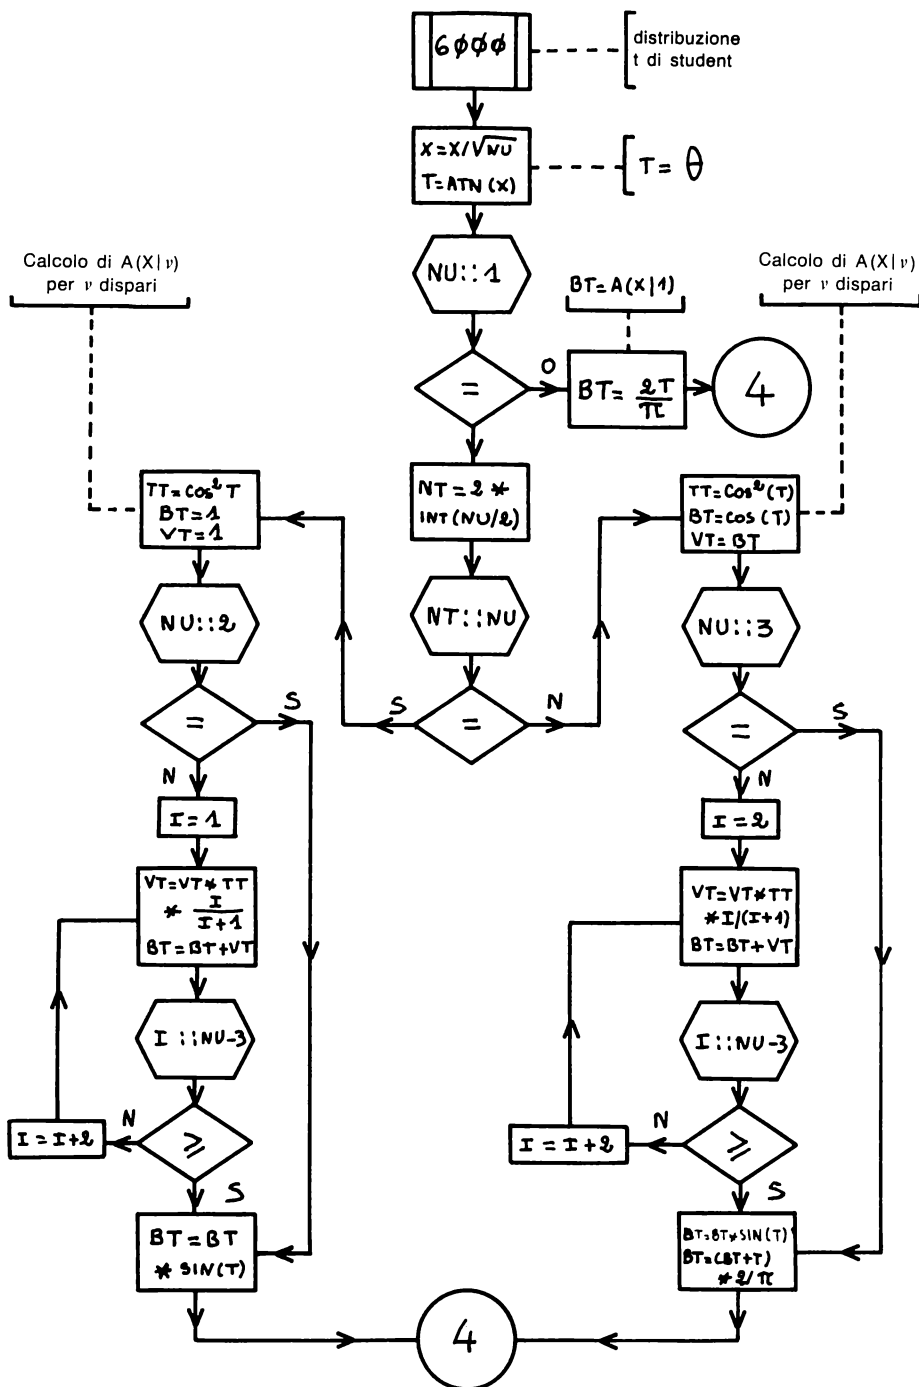 6øøø
distribuzione
t di student
X=X/√NU
T=ATN(X)
T= θ
NU::1
Calcolo di A(X|ν)
per ν dispari
BT=A(X|1)
Calcolo di A(X|ν)
per ν dispari
=
O
BT= 2T/π
4
TT=cos² T
BT=1
VT=1
NT=2 *
INT(NU/2)
TT=cos²(T)
BT=cos(T)
VT=BT
NU::2
NT::NU
NU::3
=
S
S
=
N
=
S
N
N
I=1
I=2
VT=VT*TT
* I/I+1
BT=BT+VT
VT=VT*TT
*I/(I+1)
BT=BT+VT
I::NU-3
I::NU-3
I=I+2
N
≥
I=I+2
N
≥
S
S
BT=BT
* SIN(T)
BT=BT*SIN(T)
BT=(BT+T)
*2/π
4